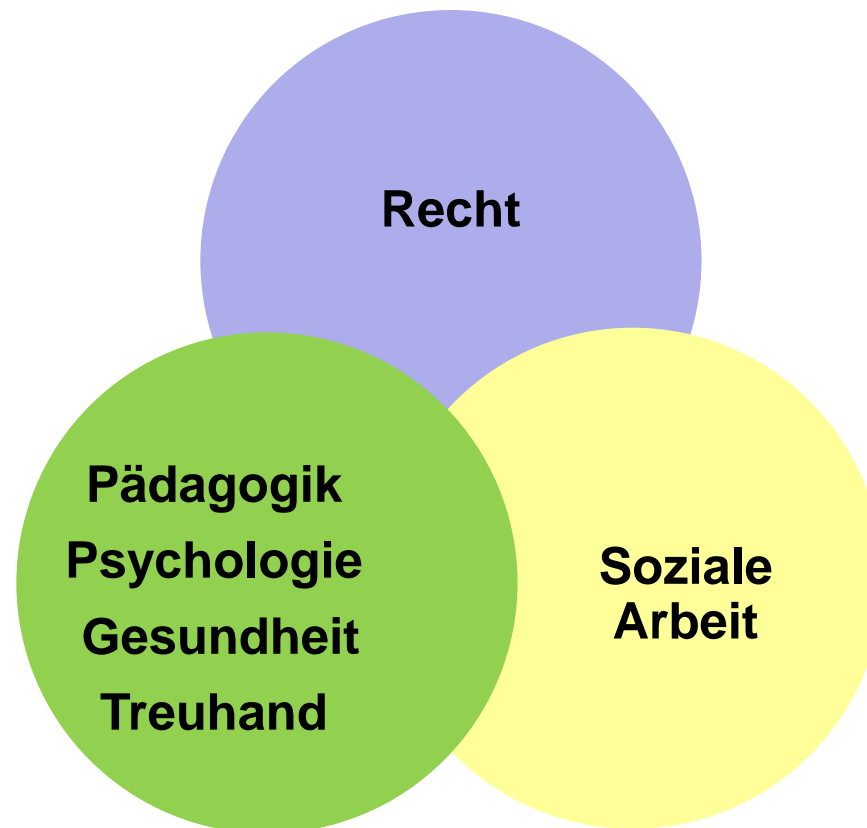 Recht
Pädagogik
Psychologie
Gesundheit
Treuhand
Soziale
Arbeit